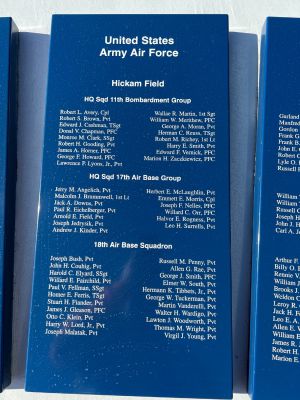 United States
Army Air Force
Hickam Field
HQ Sqd 11th Bombardment Group
Robert L. Avery, Cpl
Robert S. Brown, Pvt
Edward J. Cashman, TSgt
Donal V. Chapman, PFC
Monroe M. Clark, SSgt
Robert H. Gooding, Pvt
James A. Horner, PFC
George F. Howard, PFC
Lawrence P. Lyons, Jr., Pvt
Wallace R. Martin, 1st Sgt
William W. Merithew, PFC
George A. Moran, Pvt
Herman C. Reuss, TSgt
Robert M. Richey, 1st Lt
Harry E. Smith, Pvt
Edward F. Vernick, PFC
Marion H. Zaczkiewicz, PFC
HQ Sqd 17th Air Base Group
Jerry M. Angelich, Pvt
Malcolm J. Brummwell, 1st Lt
Jack A. Downs, Pvt
Paul R. Eichelberger, Pvt
Arnold E. Field, Pvt
Joseph Jedrysik, Pvt
Andrew J. Kinder, Pvt
Herbert E. McLaughlin, Pvt
Emmett E. Morris, Cpl
Joseph F. Nelles, PFC
Willard C. Orr, PFC
Halvor E. Rogness, Pvt
Leo H. Surrells, Pvt
18th Air Base Squadron
Joseph Bush, Pvt
John H. Couhig, Pvt
Harold C. Elyard, SSgt
Willard E. Fairchild, Pvt
Paul V. Fellman, SSgt
Homer E. Ferris, TSgt
Stuart H. Fiander, Pvt
James J. Gleason, PFC
Otto C. Klein, Pvt
Harry W. Lord, Jr., Pvt
Joseph Malatak, Pvt
Russell M. Penny, Pvt
Allen G. Rae, Pvt
George J. Smith, PFC
Elmer W. South, Pvt
Hermann K. Tibbets, Jr., Pvt
George W. Tuckerman, Pvt
Martin Vanderelli, Pvt
Walter H. Wardigo, Pvt
Lawton J. Woodworth, Pvt
Thomas M. Wright, Pvt
Virgil J. Young, Pvt